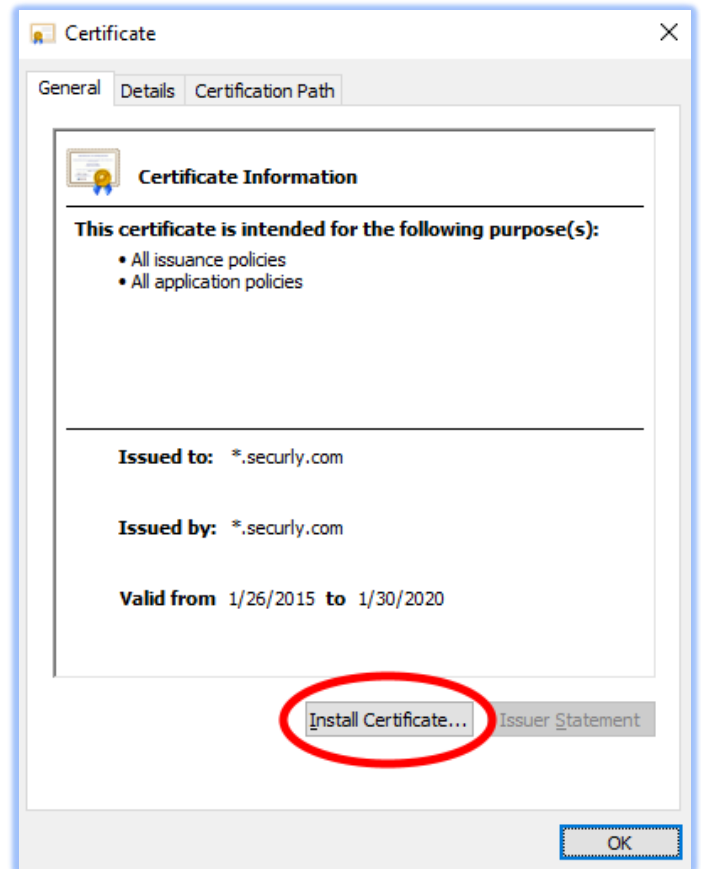 Certificate
General Details Certification Path
Certificate Information
This certificate is intended for the following purpose(s):
• All issuance policies
• All application policies
Issued to: *.securly.com
Issued by: *.securly.com
Valid from 1/26/2015 to 1/30/2020
Install Certificate... Issuer Statement
OK